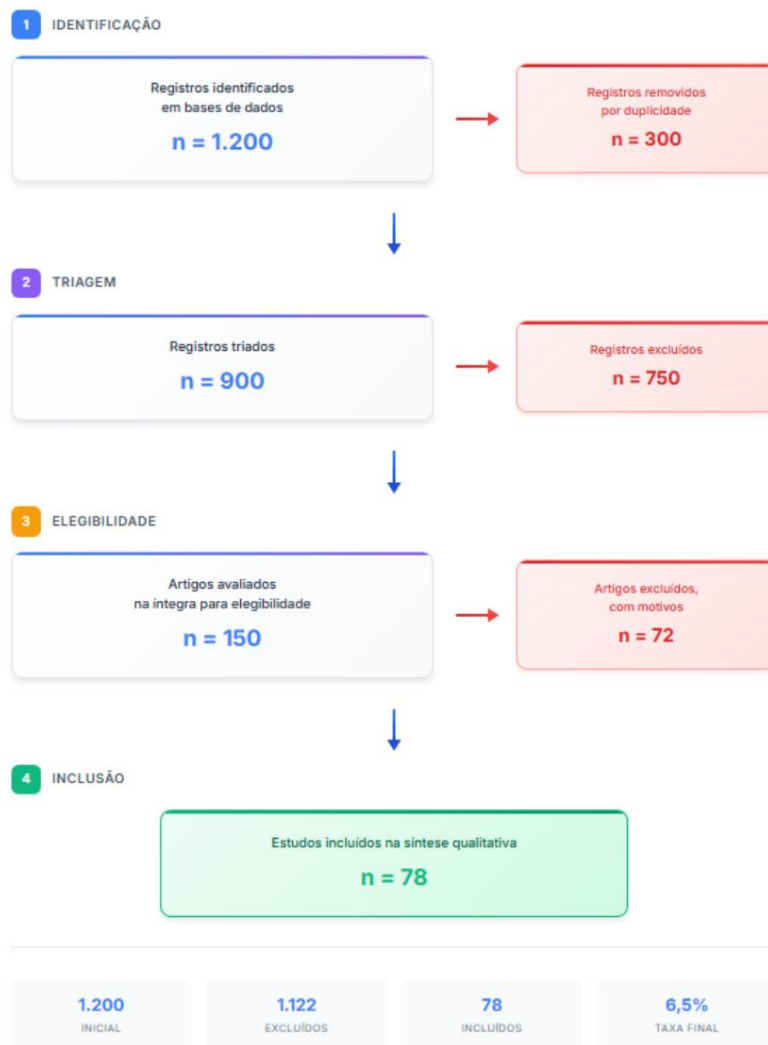 1 IDENTIFICAÇÃO
Registros identificados
em bases de dados
n = 1.200
Registros removidos
por duplicidade
n = 300
2 TRIAGEM
Registros triados
n = 900
Registros excluídos
n = 750
3 ELEGIBILIDADE
Artigos avaliados
na íntegra para elegibilidade
n = 150
Artigos excluídos,
com motivos
n = 72
4 INCLUSÃO
Estudos incluídos na síntese qualitativa
n = 78
1.200
INICIAL
1.122
EXCLUÍDOS
78
INCLUÍDOS
6,5%
TAXA FINAL